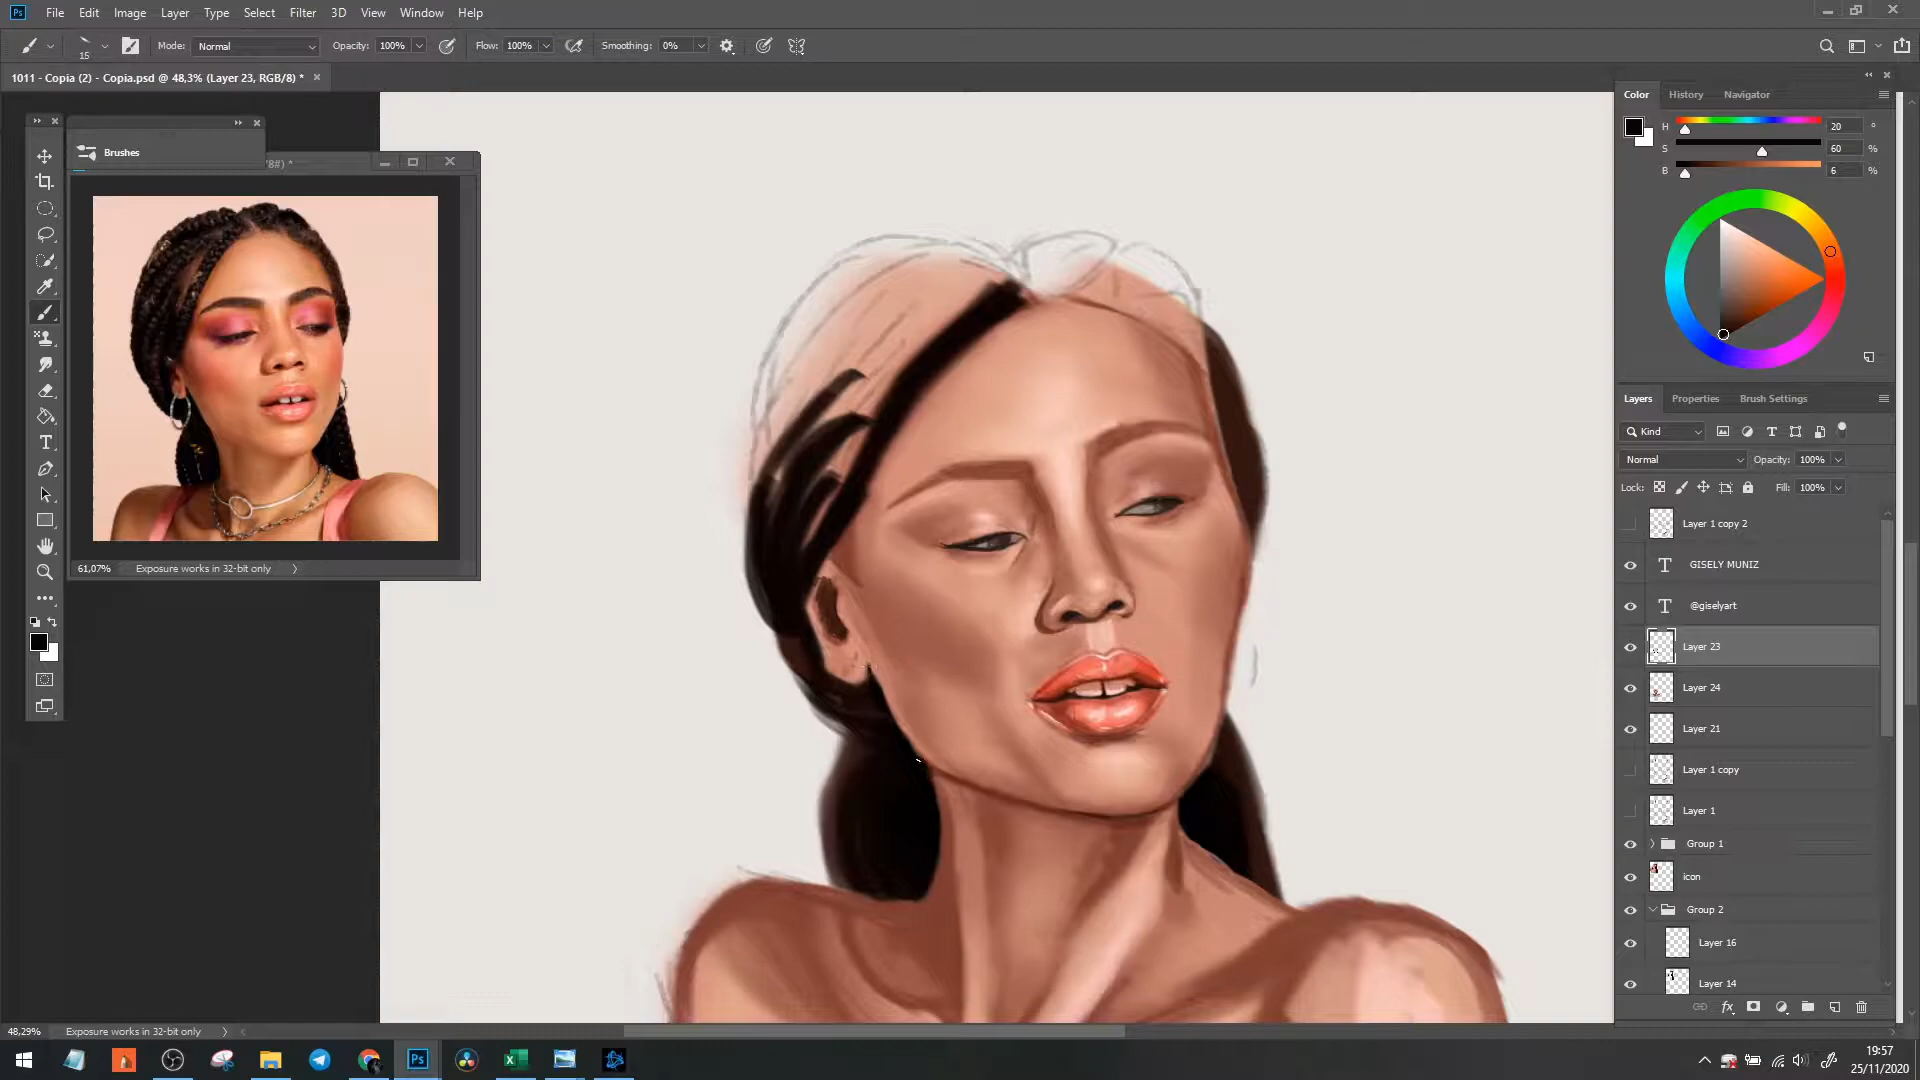 Ps File Edit Image Layer Type Select Filter 3D View Window Help
15 Mode: Normal Opacity: 100% Flow: 100% Smoothing: 0%
1011 - Copia (2) - Copia.psd @ 48,3% (Layer 23, RGB/8) * ×
Brushes
/8#) *
61,07% Exposure works in 32-bit only
Color History Navigator
H 20 °
S 60 %
B 6 %
Layers Properties Brush Settings
Kind
Normal Opacity: 100%
Lock: Fill: 100%
Layer 1 copy 2
T GISELY MUNIZ
T @giselyart
Layer 23
Layer 24
Layer 21
Layer 1 copy
Layer 1
Group 1
icon
Group 2
Layer 16
Layer 14
fx
48,29% Exposure works in 32-bit only
Ps
19:57
25/11/2020